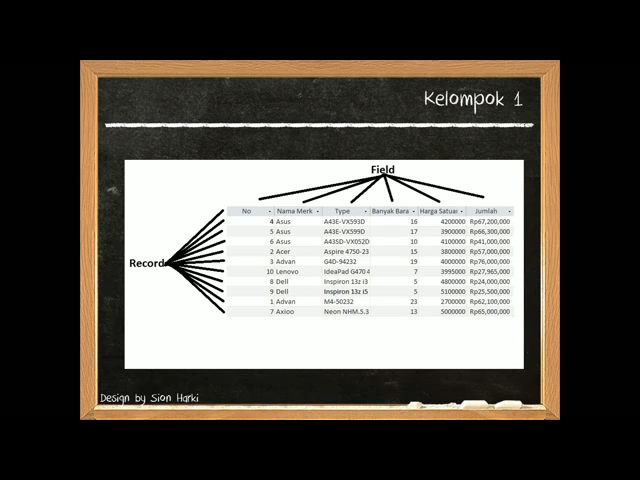 Kelompok 1
Field
No Nama Merk Type Banyak Bara Harga Satuan Jumlah
4 Asus A43E-VX593D 16 4200000 Rp67,200,000
5 Asus A43E-VX599D 17 3900000 Rp66,300,000
6 Asus A43SD-VX052D 10 4100000 Rp41,000,000
2 Acer Aspire 4750-23 15 3800000 Rp57,000,000
Record
3 Advan G4D-94232 19 4000000 Rp76,000,000
10 Lenovo IdeaPad G470 4 7 3995000 Rp27,965,000
8 Dell Inspiron 13z i3 5 4800000 Rp24,000,000
9 Dell Inspiron 13z i5 5 5100000 Rp25,500,000
1 Advan M4-50232 23 2700000 Rp62,100,000
7 Axioo Neon NHM.5.3 13 5000000 Rp65,000,000
Design by Sion Harki